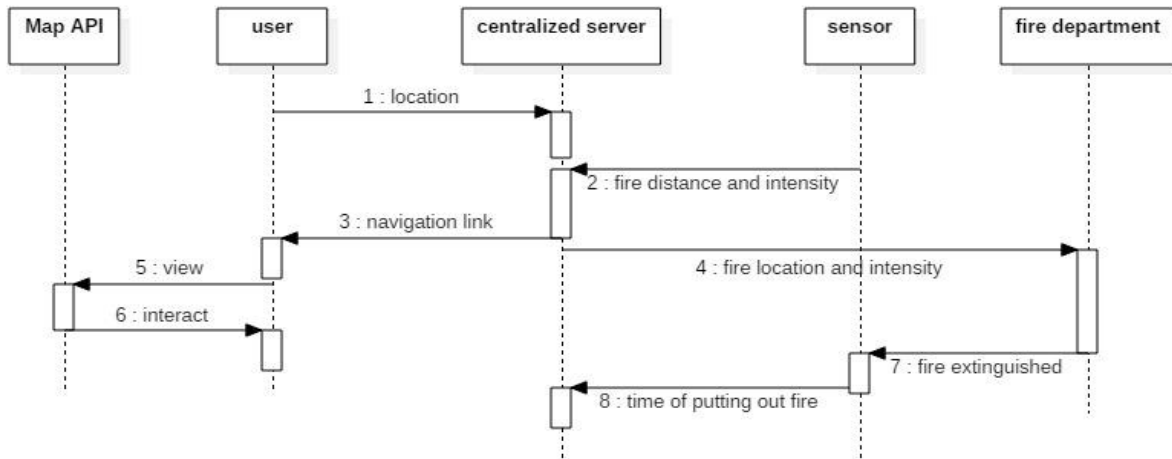 Map API
user
centralized server
sensor
fire department
1 : location
2 : fire distance and intensity
3 : navigation link
4 : fire location and intensity
5 : view
6 : interact
7 : fire extinguished
8 : time of putting out fire